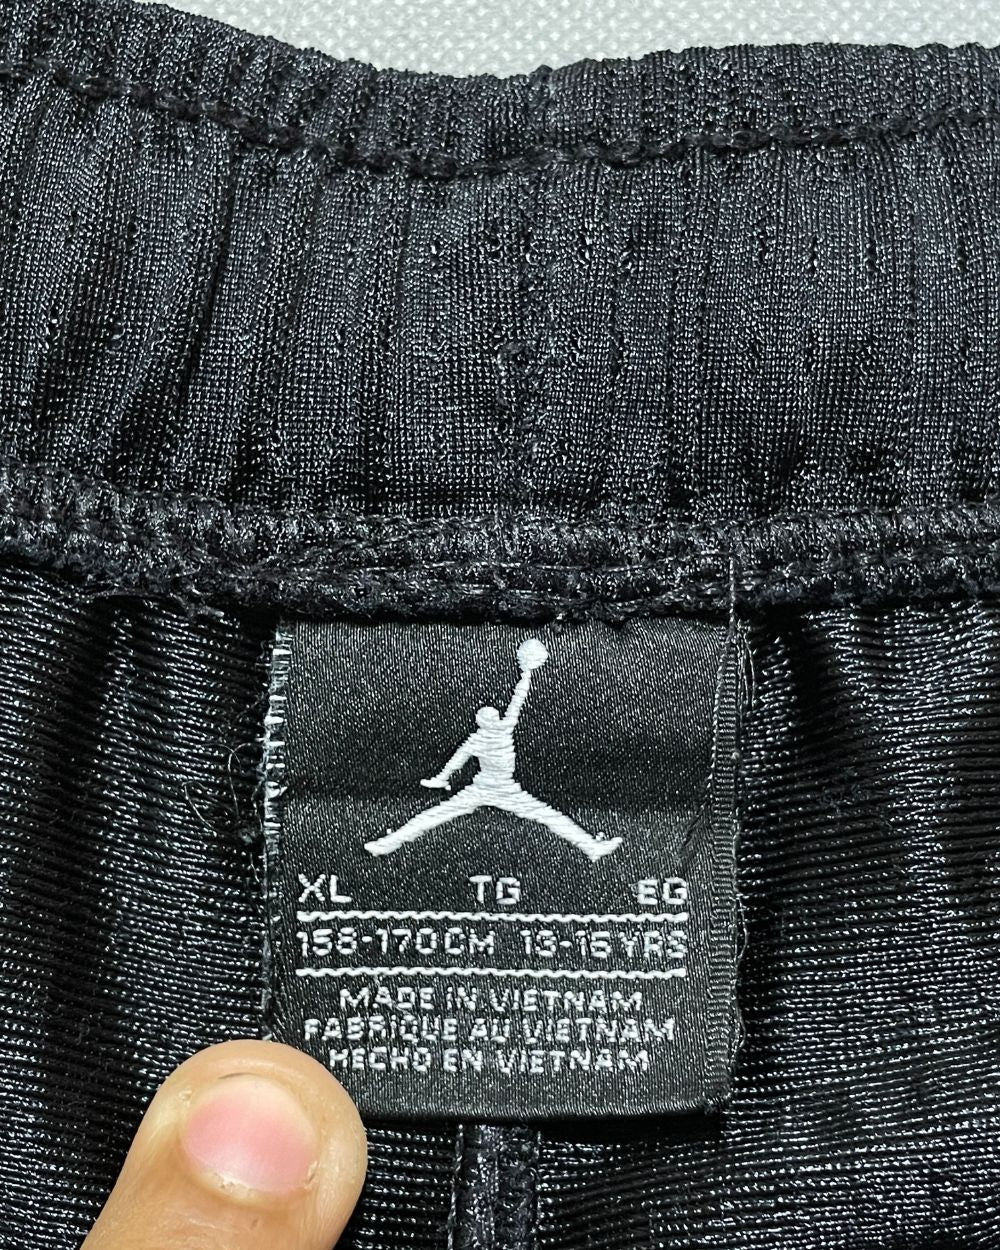 XL TG EG
158-170CM 13-15YRS
MADE IN VIETNAM
FABRIQUE AU VIETNAM
HECHO EN VIETNAM